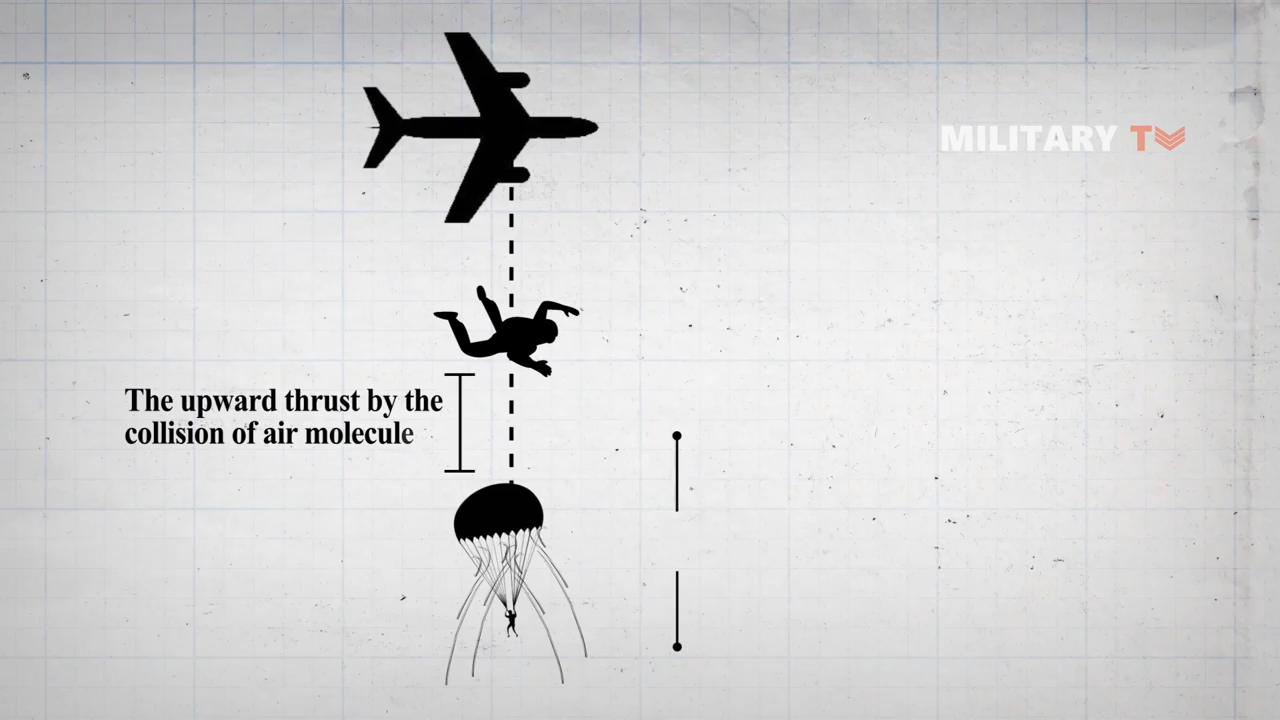 MILITARY TV
The upward thrust by the
collision of air molecule